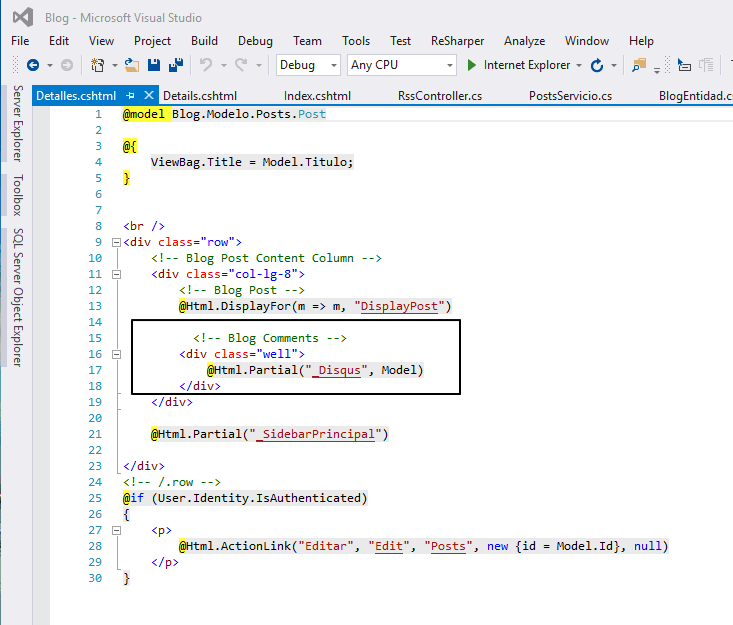 Blog - Microsoft Visual Studio
File Edit View Project Build Debug Team Tools Test ReSharper Analyze Window Help
Debug Any CPU Internet Explorer
Detalles.cshtml Details.cshtml Index.cshtml RssController.cs PostsServicio.cs BlogEntidad.cs
Server Explorer
Toolbox
SQL Server Object Explorer
1 @model Blog.Modelo.Posts.Post
2
3 @{
4 ViewBag.Title = Model.Titulo;
5 }
6
7
8 <br />
9 <div class="row">
10 <!-- Blog Post Content Column -->
11 <div class="col-lg-8">
12 <!-- Blog Post -->
13 @Html.DisplayFor(m => m, "DisplayPost")
14
15 <!-- Blog Comments -->
16 <div class="well">
17 @Html.Partial("_Disqus", Model)
18 </div>
19 </div>
20
21 @Html.Partial("_SidebarPrincipal")
22
23 </div>
24 <!-- /.row -->
25 @if (User.Identity.IsAuthenticated)
26 {
27 <p>
28 @Html.ActionLink("Editar", "Edit", "Posts", new {id = Model.Id}, null)
29 </p>
30 }